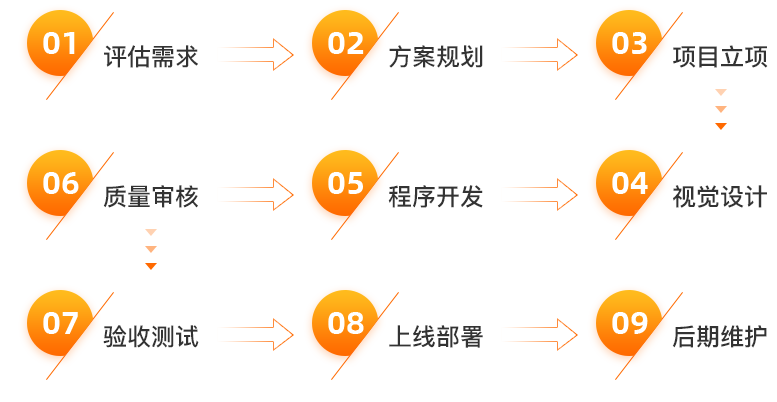 01 评估需求
02 方案规划
03 项目立项
06 质量审核
05 程序开发
04 视觉设计
07 验收测试
08 上线部署
09 后期维护